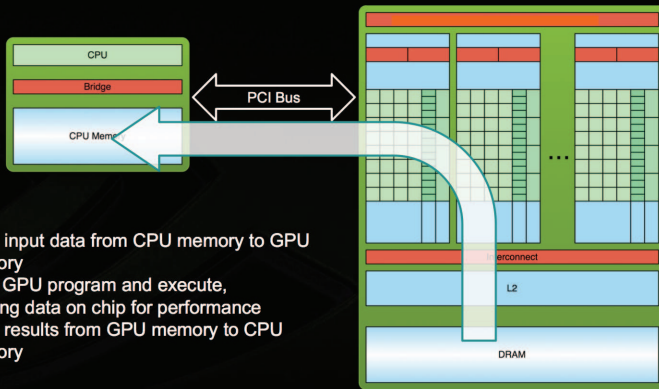 CPU
Bridge
CPU Memory
PCI Bus
...
Interconnect
L2
DRAM
input data from CPU memory to GPU
ory
GPU program and execute,
ng data on chip for performance
results from GPU memory to CPU
ory